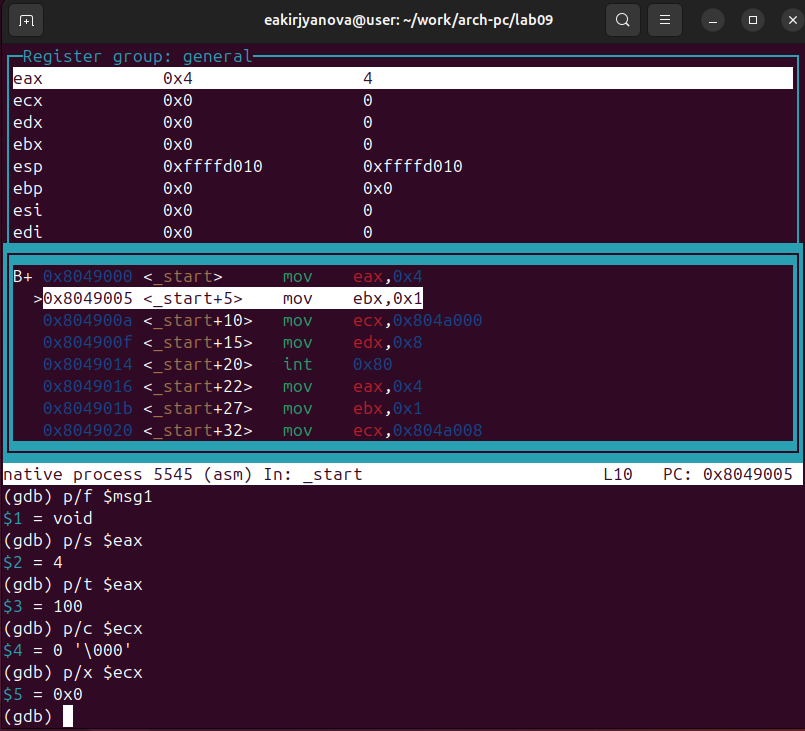 eakirjyanova@user: ~/work/arch-pc/lab09
Register group: general
eax 0x4 4
ecx 0x0 0
edx 0x0 0
ebx 0x0 0
esp 0xffffd010 0xffffd010
ebp 0x0 0x0
esi 0x0 0
edi 0x0 0
B+ 0x8049000 <_start> mov eax,0x4
>0x8049005 <_start+5> mov ebx,0x1
0x804900a <_start+10> mov ecx,0x804a000
0x804900f <_start+15> mov edx,0x8
0x8049014 <_start+20> int 0x80
0x8049016 <_start+22> mov eax,0x4
0x804901b <_start+27> mov ebx,0x1
0x8049020 <_start+32> mov ecx,0x804a008
native process 5545 (asm) In: _start L10 PC: 0x8049005
(gdb) p/f $msg1
$1 = void
(gdb) p/s $eax
$2 = 4
(gdb) p/t $eax
$3 = 100
(gdb) p/c $ecx
$4 = 0 '\000'
(gdb) p/x $ecx
$5 = 0x0
(gdb)